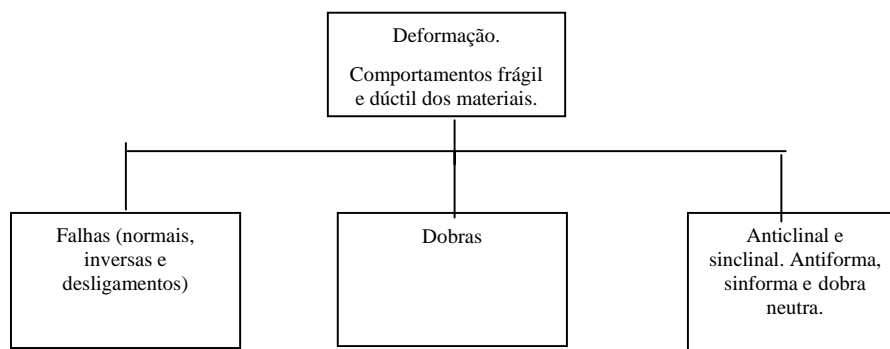 Deformação.
Comportamentos frágil
e dúctil dos materiais.
Falhas (normais,
inversas e
desligamentos)
Dobras
Anticlinal e
sinclinal. Antiforma,
sinforma e dobra
neutra.